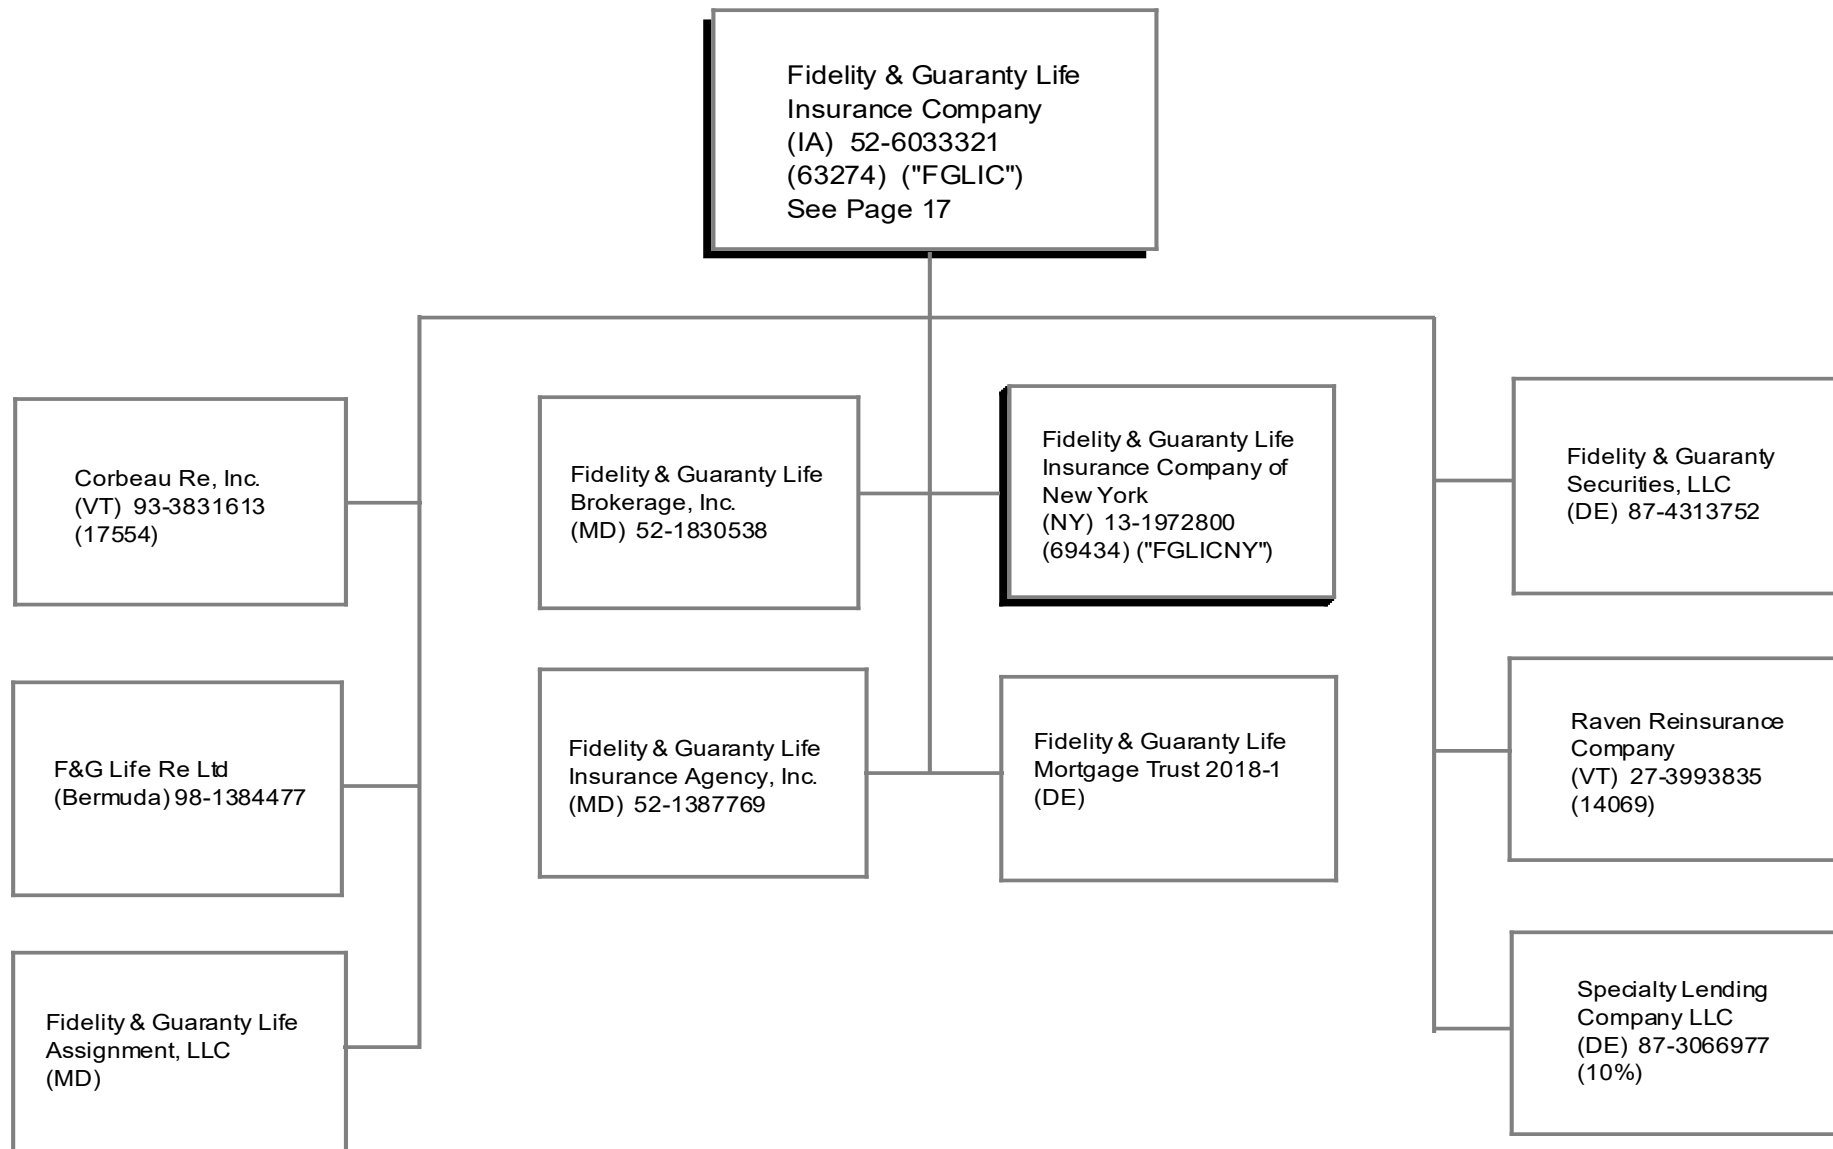 Fidelity & Guaranty Life
Insurance Company
(IA) 52-6033321
(63274) ("FGLIC")
See Page 17
Corbeau Re, Inc.
(VT) 93-3831613
(17554)
Fidelity & Guaranty Life
Brokerage, Inc.
(MD) 52-1830538
Fidelity & Guaranty Life
Insurance Company of
New York
(NY) 13-1972800
(69434) ("FGLICNY")
Fidelity & Guaranty
Securities, LLC
(DE) 87-4313752
F&G Life Re Ltd
(Bermuda) 98-1384477
Fidelity & Guaranty Life
Insurance Agency, Inc.
(MD) 52-1387769
Fidelity & Guaranty Life
Mortgage Trust 2018-1
(DE)
Raven Reinsurance
Company
(VT) 27-3993835
(14069)
Fidelity & Guaranty Life
Assignment, LLC
(MD)
Specialty Lending
Company LLC
(DE) 87-3066977
(10%)